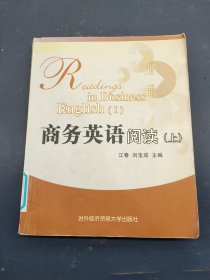 Readings
in Business
English (I)
商务英语阅读(上)
江春 刘宝成 主编
对外经济贸易大学出版社